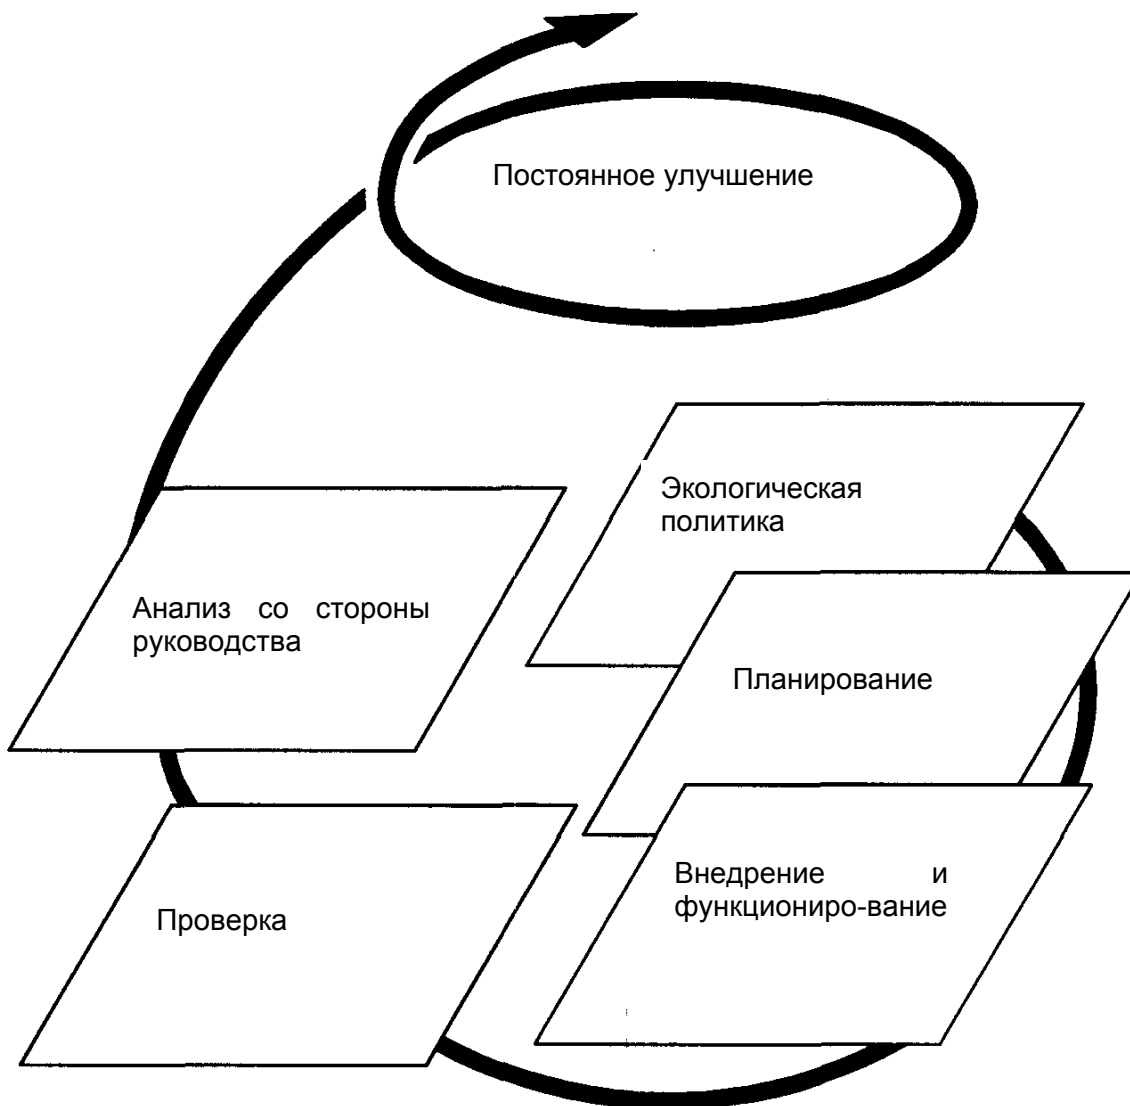 Постоянное улучшение
Экологическая
политика
Анализ со стороны
руководства
Планирование
Внедрение и
функциониро-вание
Проверка